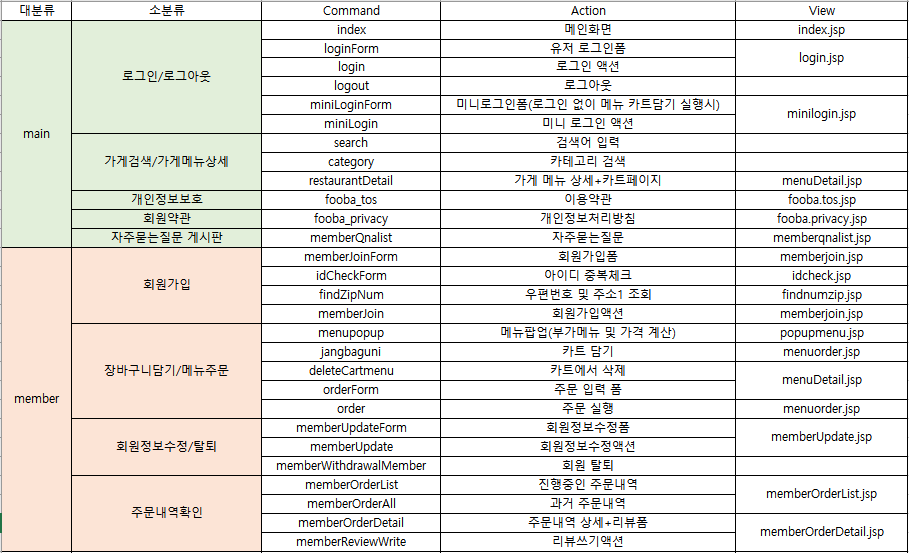 대분류 소분류 Command Action View
main 로그인/로그아웃 index 메인화면 index.jsp
loginForm 유저 로그인폼 login.jsp
login 로그인 액션
logout 로그아웃
miniLoginForm 미니로그인폼(로그인 없이 메뉴 카트담기 실행시) minilogin.jsp
miniLogin 미니 로그인 액션
가게검색/가게메뉴상세 search 검색어 입력
category 카테고리 검색
restaurantDetail 가게 메뉴 상세+카트페이지 menuDetail.jsp
개인정보보호 fooba_tos 이용약관 fooba.tos.jsp
회원약관 fooba_privacy 개인정보처리방침 fooba.privacy.jsp
자주묻는질문 게시판 memberQnalist 자주묻는질문 memberqnalist.jsp
member 회원가입 memberJoinForm 회원가입폼 memberjoin.jsp
idCheckForm 아이디 중복체크 idcheck.jsp
findZipNum 우편번호 및 주소1 조회 findnumzip.jsp
memberJoin 회원가입액션 memberjoin.jsp
장바구니담기/메뉴주문 menupopup 메뉴팝업(부가메뉴 및 가격 계산) popupmenu.jsp
jangbaguni 카트 담기 menuorder.jsp
deleteCartmenu 카트에서 삭제 menuDetail.jsp
orderForm 주문 입력 폼
order 주문 실행 menuorder.jsp
회원정보수정/탈퇴 memberUpdateForm 회원정보수정폼 memberUpdate.jsp
memberUpdate 회원정보수정액션
memberWithdrawalMember 회원 탈퇴
주문내역확인 memberOrderList 진행중인 주문내역 memberOrderList.jsp
memberOrderAll 과거 주문내역
memberOrderDetail 주문내역 상세+리뷰폼 memberOrderDetail.jsp
memberReviewWrite 리뷰쓰기액션